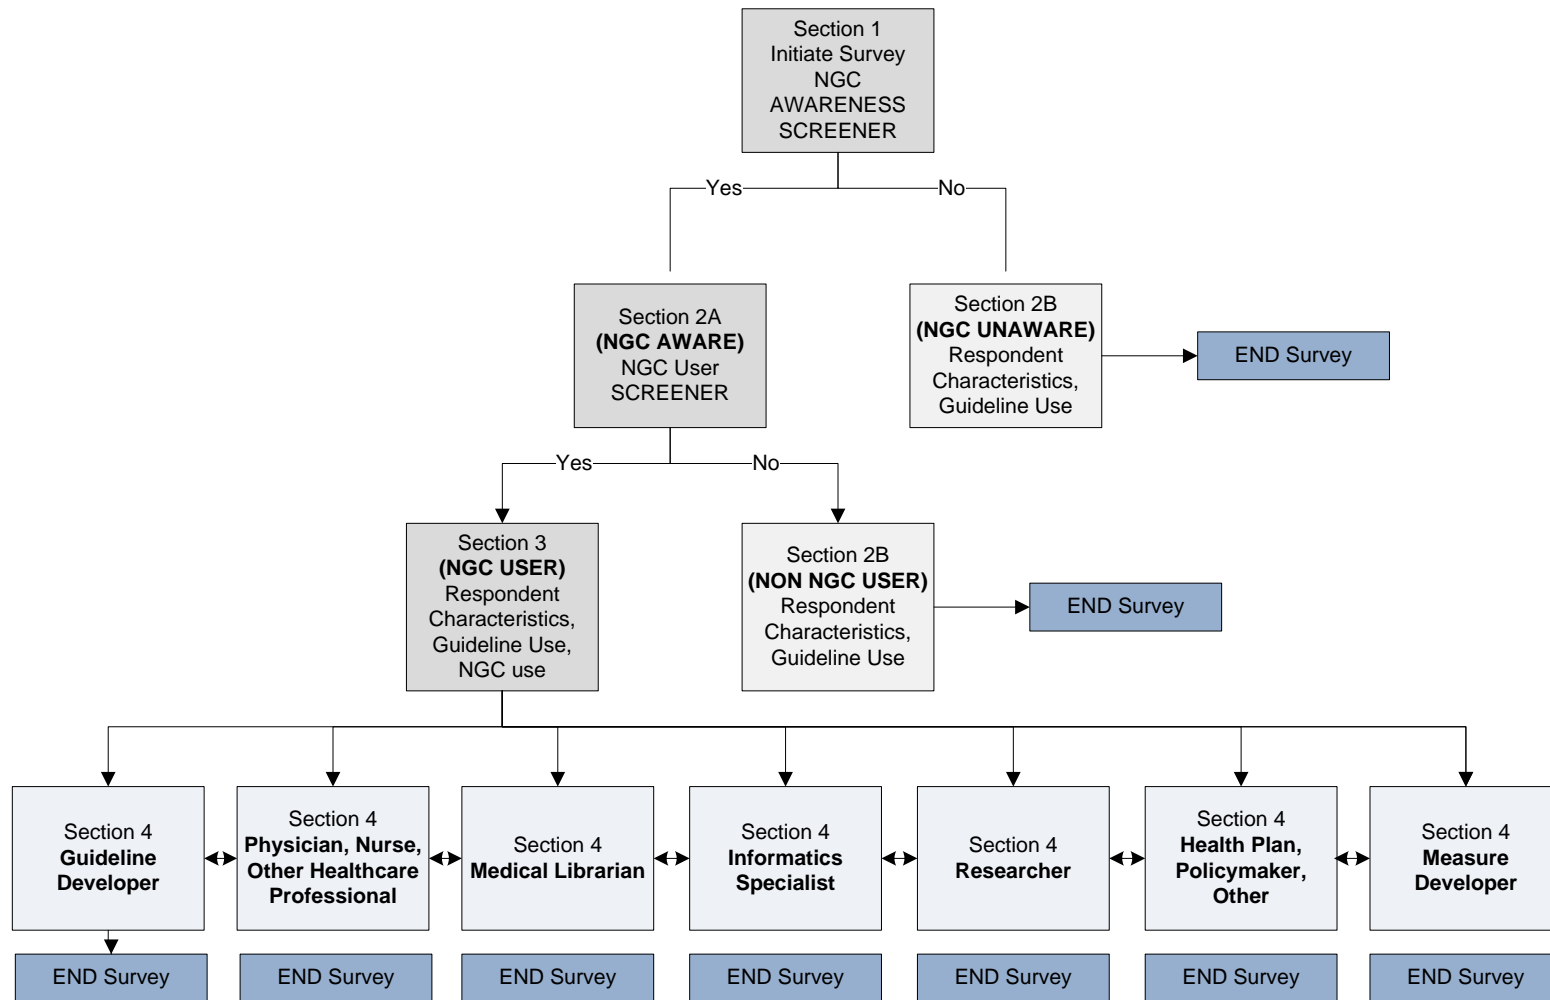 Section 1
Initiate Survey
NGC
AWARENESS
SCREENER
Yes
No
Section 2A
(NGC AWARE)
NGC User
SCREENER
Section 2B
(NGC UNAWARE)
Respondent
Characteristics,
Guideline Use
END Survey
Yes
No
Section 3
(NGC USER)
Respondent
Characteristics,
Guideline Use,
NGC use
Section 2B
(NON NGC USER)
Respondent
Characteristics,
Guideline Use
END Survey
Section 4
Guideline
Developer
Section 4
Physician, Nurse,
Other Healthcare
Professional
Section 4
Medical Librarian
Section 4
Informatics
Specialist
Section 4
Researcher
Section 4
Health Plan,
Policymaker,
Other
Section 4
Measure
Developer
END Survey
END Survey
END Survey
END Survey
END Survey
END Survey
END Survey